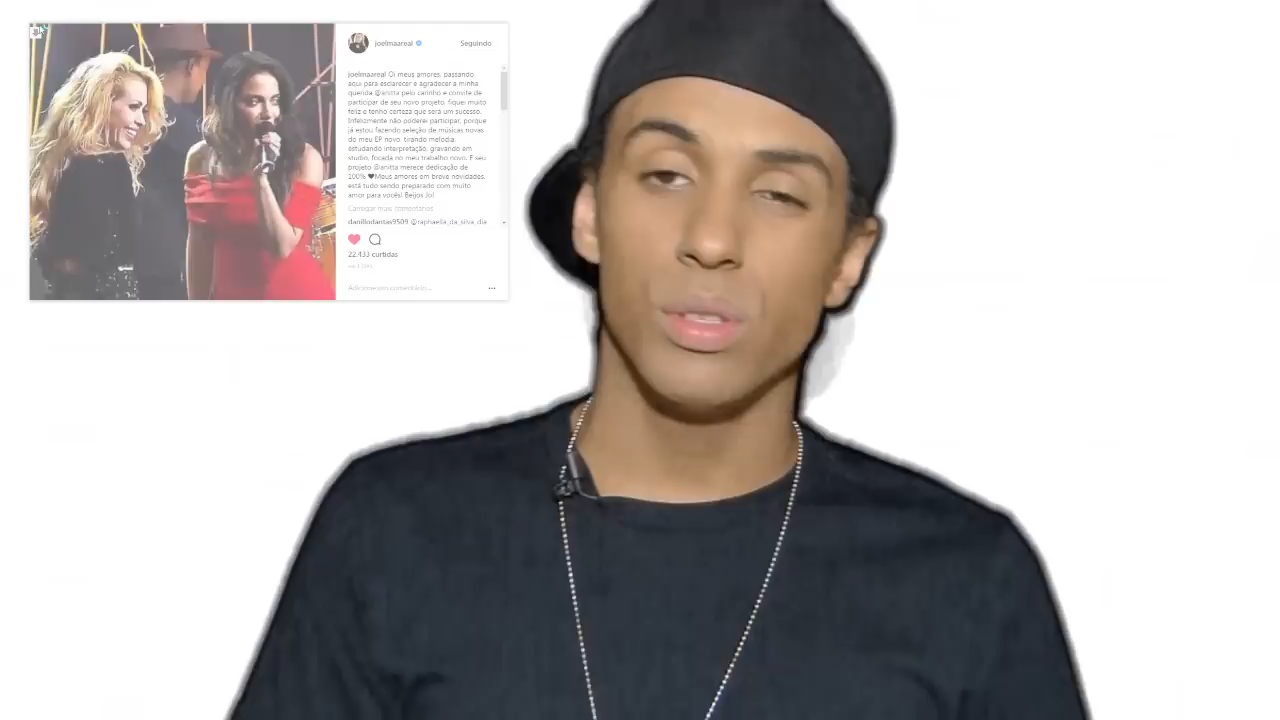 joelmaareal
Seguindo
joelmaareal Oi meus amores, passando
aqui para esclarecer e agradecer a minha
querida @anitta pelo carinho e convite de
participar de seu novo projeto, fiquei muito
feliz e tenho certeza que será um sucesso.
Infelizmente não poderei participar, porque
já estou fazendo seleção de músicas novas
do meu EP novo tirando melodia,
estudando interpretação, gravando em
studio, focada no meu trabalho novo. E seu
projeto @anitta merece dedicação de
100% ❤Meus amores em breve novidades,
está tudo sendo preparado com muito
amor para vocês! Beijos Jo!
Carregar mais comentários
danillodantas9509 @raphaella_da_silva_dia
22.433 curtidas
Adicione um comentário...